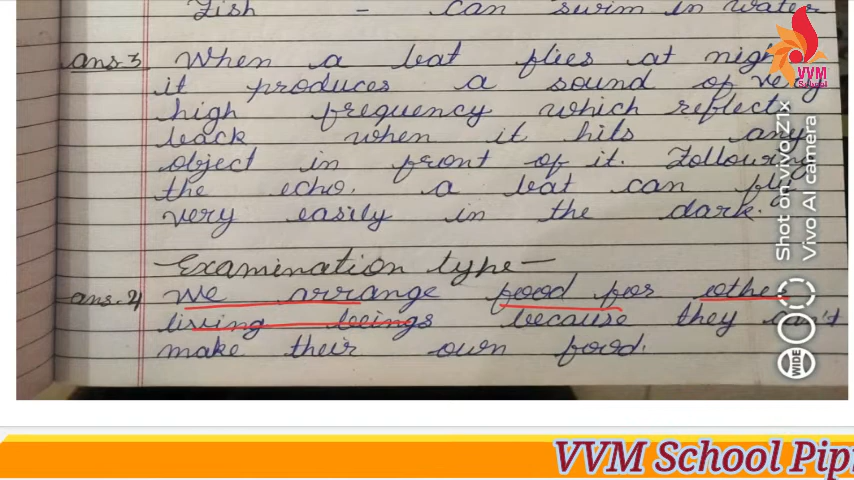 Fish - can swim in water
ans 3 When a bat flies at night
it produces a sound of very
high frequency which reflects
back when it hits any
object in front of it. Following
the echo. a bat can fly
very easily in the dark.
Examination type-
ans. 4 We arrange food for other
living beings because they can't
make their own food.
VVM
School
Shot on vivo Z1x
Vivo AI camera
WIDE
VVM School Pip